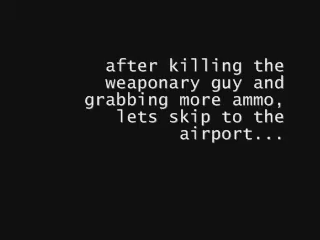 after killing the
weaponary guy and
grabbing more ammo,
lets skip to the
airport...